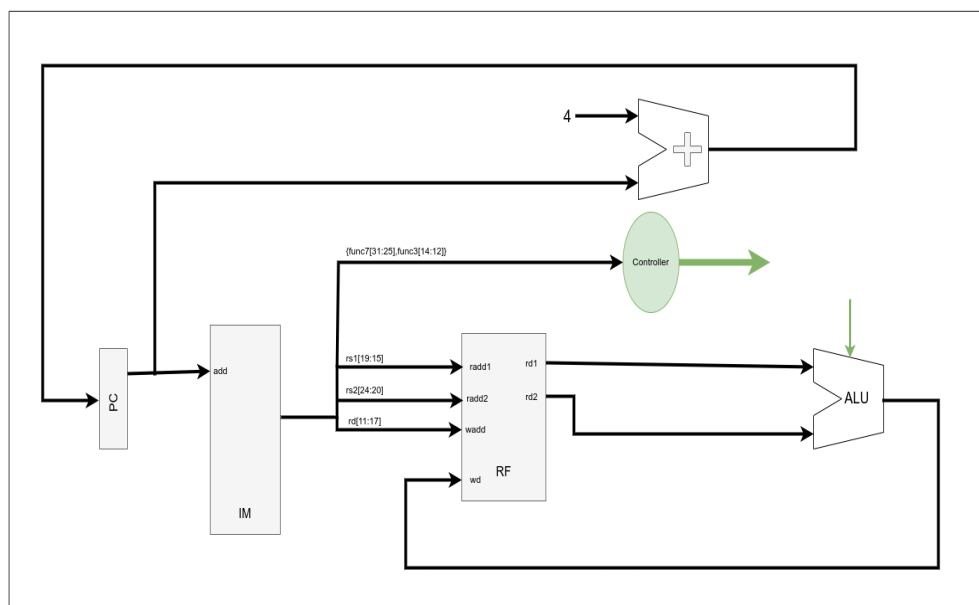 4
{func7[31:25],func3[14:12]}
Controller
PC
add
IM
rs1[19:15]
rs2[24:20]
rd[11:17]
radd1
radd2
wadd
wd
rd1
rd2
RF
ALU